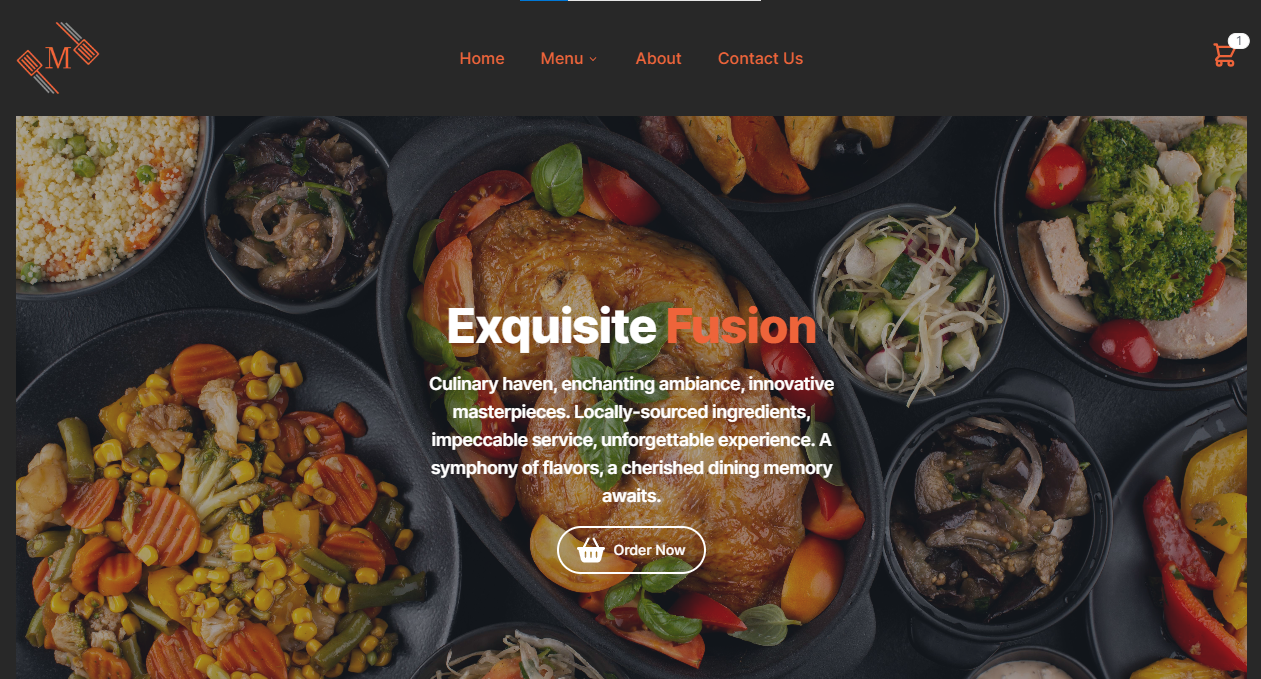 M
Home Menu About Contact Us
1
Exquisite Fusion
Culinary haven, enchanting ambiance, innovative
masterpieces. Locally-sourced ingredients,
impeccable service, unforgettable experience. A
symphony of flavors, a cherished dining memory
awaits.
Order Now